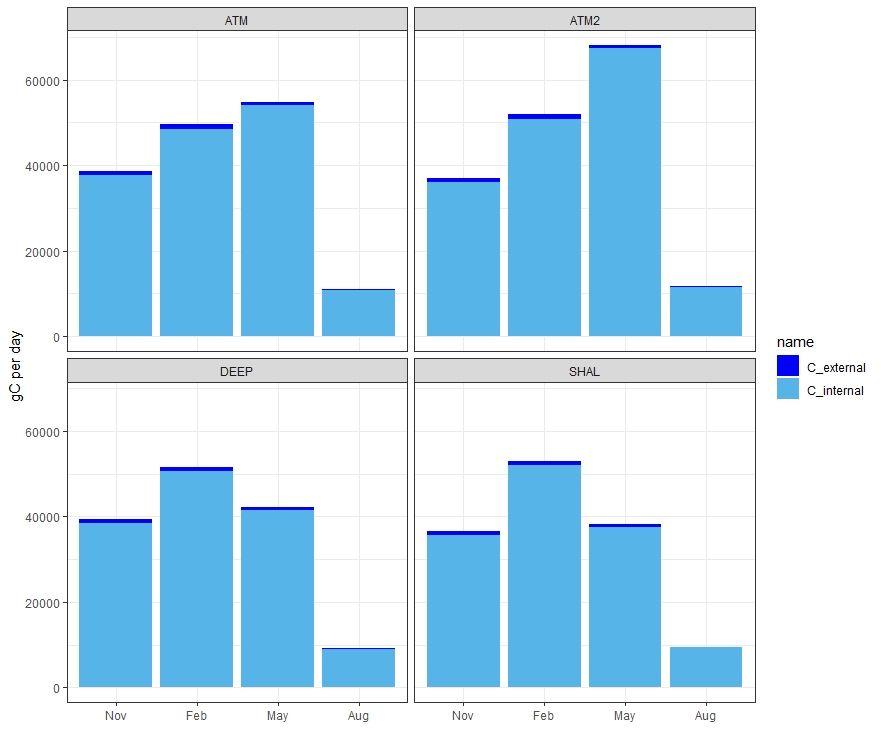 ATM
ATM2
60000
40000
20000
0
gC per day
DEEP
SHAL
60000
40000
20000
0
Nov Feb May Aug
Nov Feb May Aug
name
C_external
C_internal